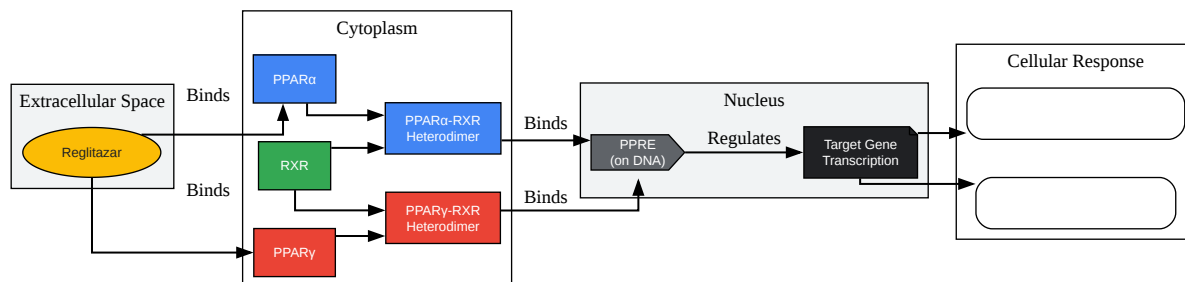 Extracellular Space
Reglitazar
Binds
Binds
Cytoplasm
PPARα
RXR
PPARγ
PPARα-RXR
Heterodimer
PPARγ-RXR
Heterodimer
Binds
Binds
Nucleus
PPRE
(on DNA)
Regulates
Target Gene
Transcription
Cellular Response